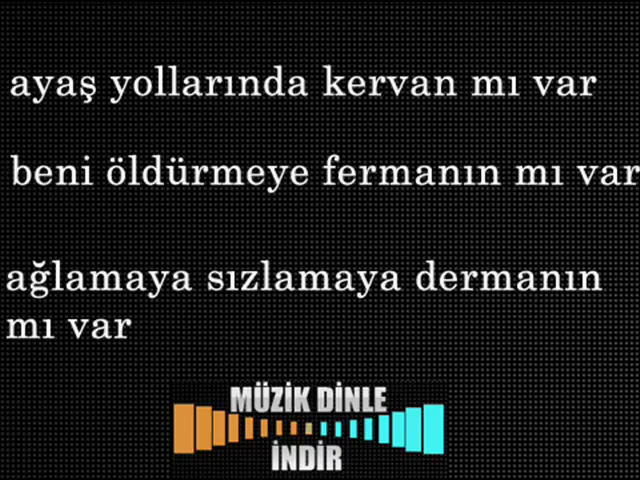 ayaş yollarında kervan mı var
beni öldürmeye fermanın mı var
ağlamaya sızlamaya dermanın
mı var
MÜZİK DİNLE
İNDİR